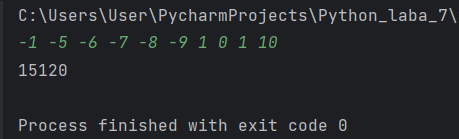 C:\Users\User\PycharmProjects\Python_laba_7\
-1 -5 -6 -7 -8 -9 1 0 1 10
15120
Process finished with exit code 0